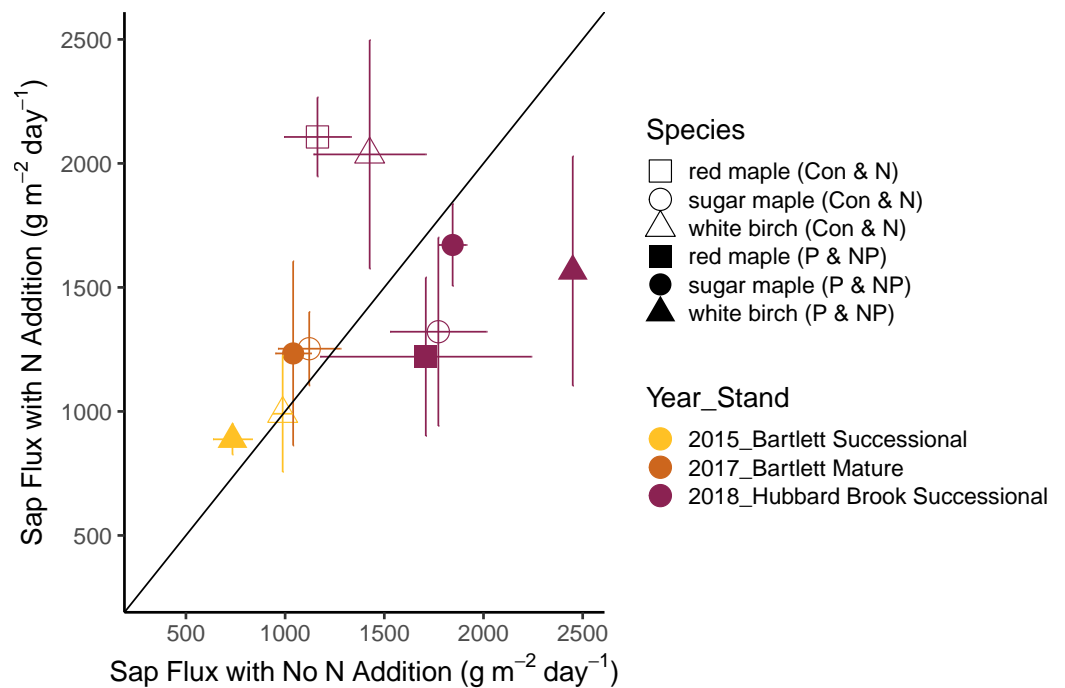 2500
2000
1500
1000
500
Sap Flux with N Addition (g m⁻² day⁻¹)
500 1000 1500 2000 2500
Sap Flux with No N Addition (g m⁻² day⁻¹)
Species
red maple (Con & N)
sugar maple (Con & N)
white birch (Con & N)
red maple (P & NP)
sugar maple (P & NP)
white birch (P & NP)
Year_Stand
2015_Bartlett Successional
2017_Bartlett Mature
2018_Hubbard Brook Successional